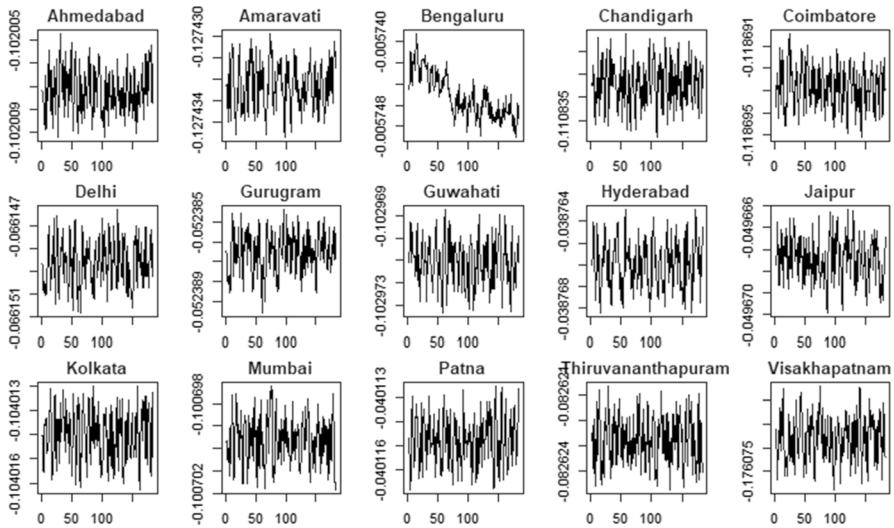 Ahmedabad Amaravati Bengaluru Chandigarh Coimbatore
-0.102005 -0.102009 -0.127430 -0.127434 -0.005740 -0.005748 -0.110835 -0.118691 -0.118695
0 50 100 0 50 100 0 50 100 0 50 100 0 50 100
Delhi Gurugram Guwahati Hyderabad Jaipur
-0.066147 -0.066151 -0.052385 -0.052389 -0.102969 -0.102973 -0.038764 -0.038768 -0.049666 -0.049670
0 50 100 0 50 100 0 50 100 0 50 100 0 50 100
Kolkata Mumbai Patna Thiruvananthapuram Visakhapatnam
-0.104013 -0.104016 -0.100698 -0.100702 -0.040113 -0.040116 -0.082624 -0.176075
0 50 100 0 50 100 0 50 100 0 50 100 0 50 100